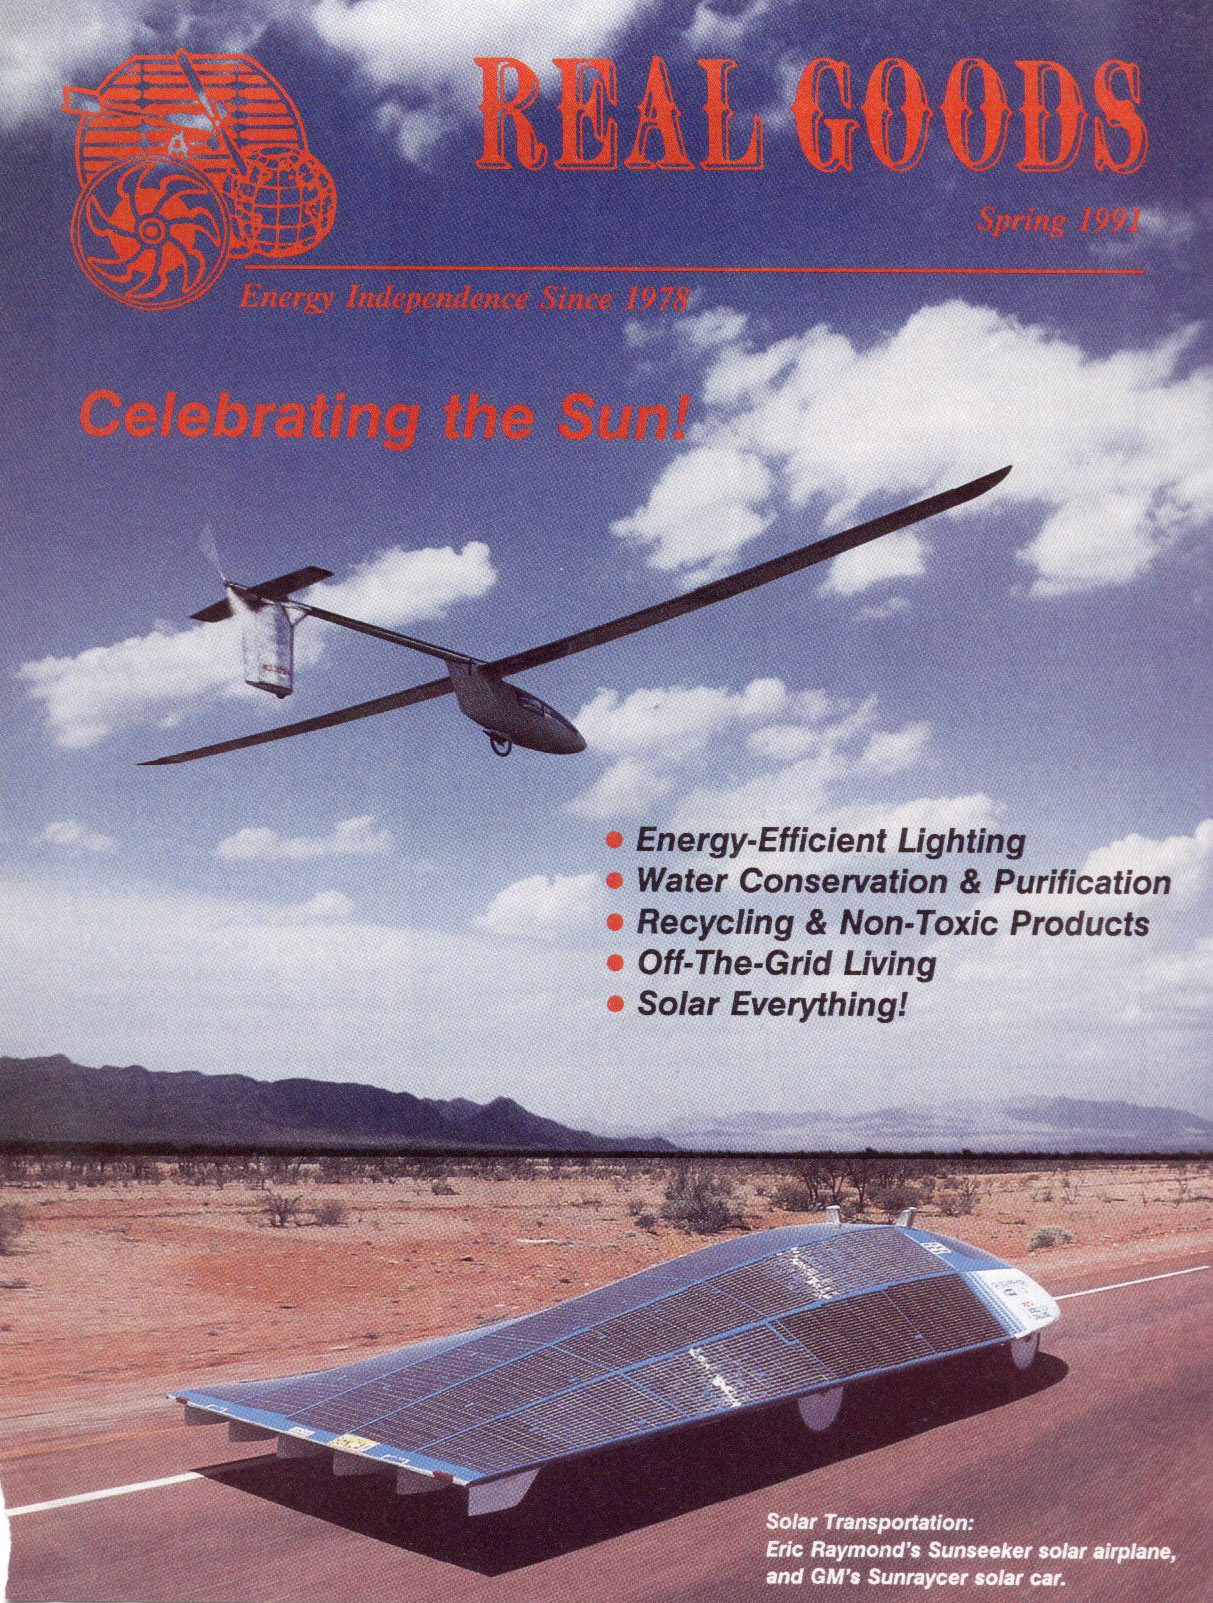 REAL GOODS
Spring 1991
Energy Independence Since 1978
Celebrating the Sun!
• Energy-Efficient Lighting
• Water Conservation & Purification
• Recycling & Non-Toxic Products
• Off-The-Grid Living
• Solar Everything!
Solar Transportation:
Eric Raymond's Sunseeker solar airplane,
and GM's Sunraycer solar car.